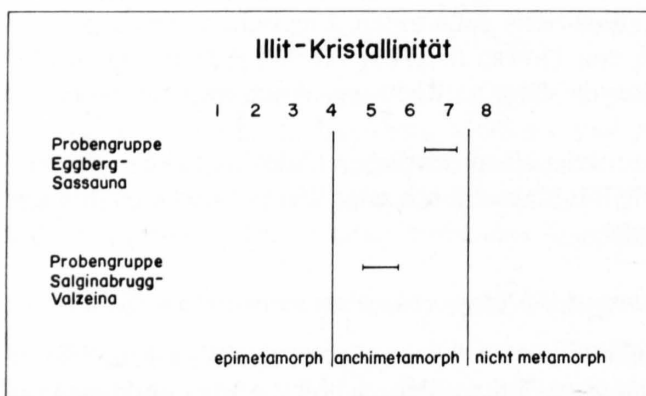 Illit-Kristallinität
1 2 3 4 5 6 7 8
Probengruppe
Eggberg-
Sassauna
Probengruppe
Salginabrugg-
Valzeina
epimetamorph anchimetamorph nicht metamorph